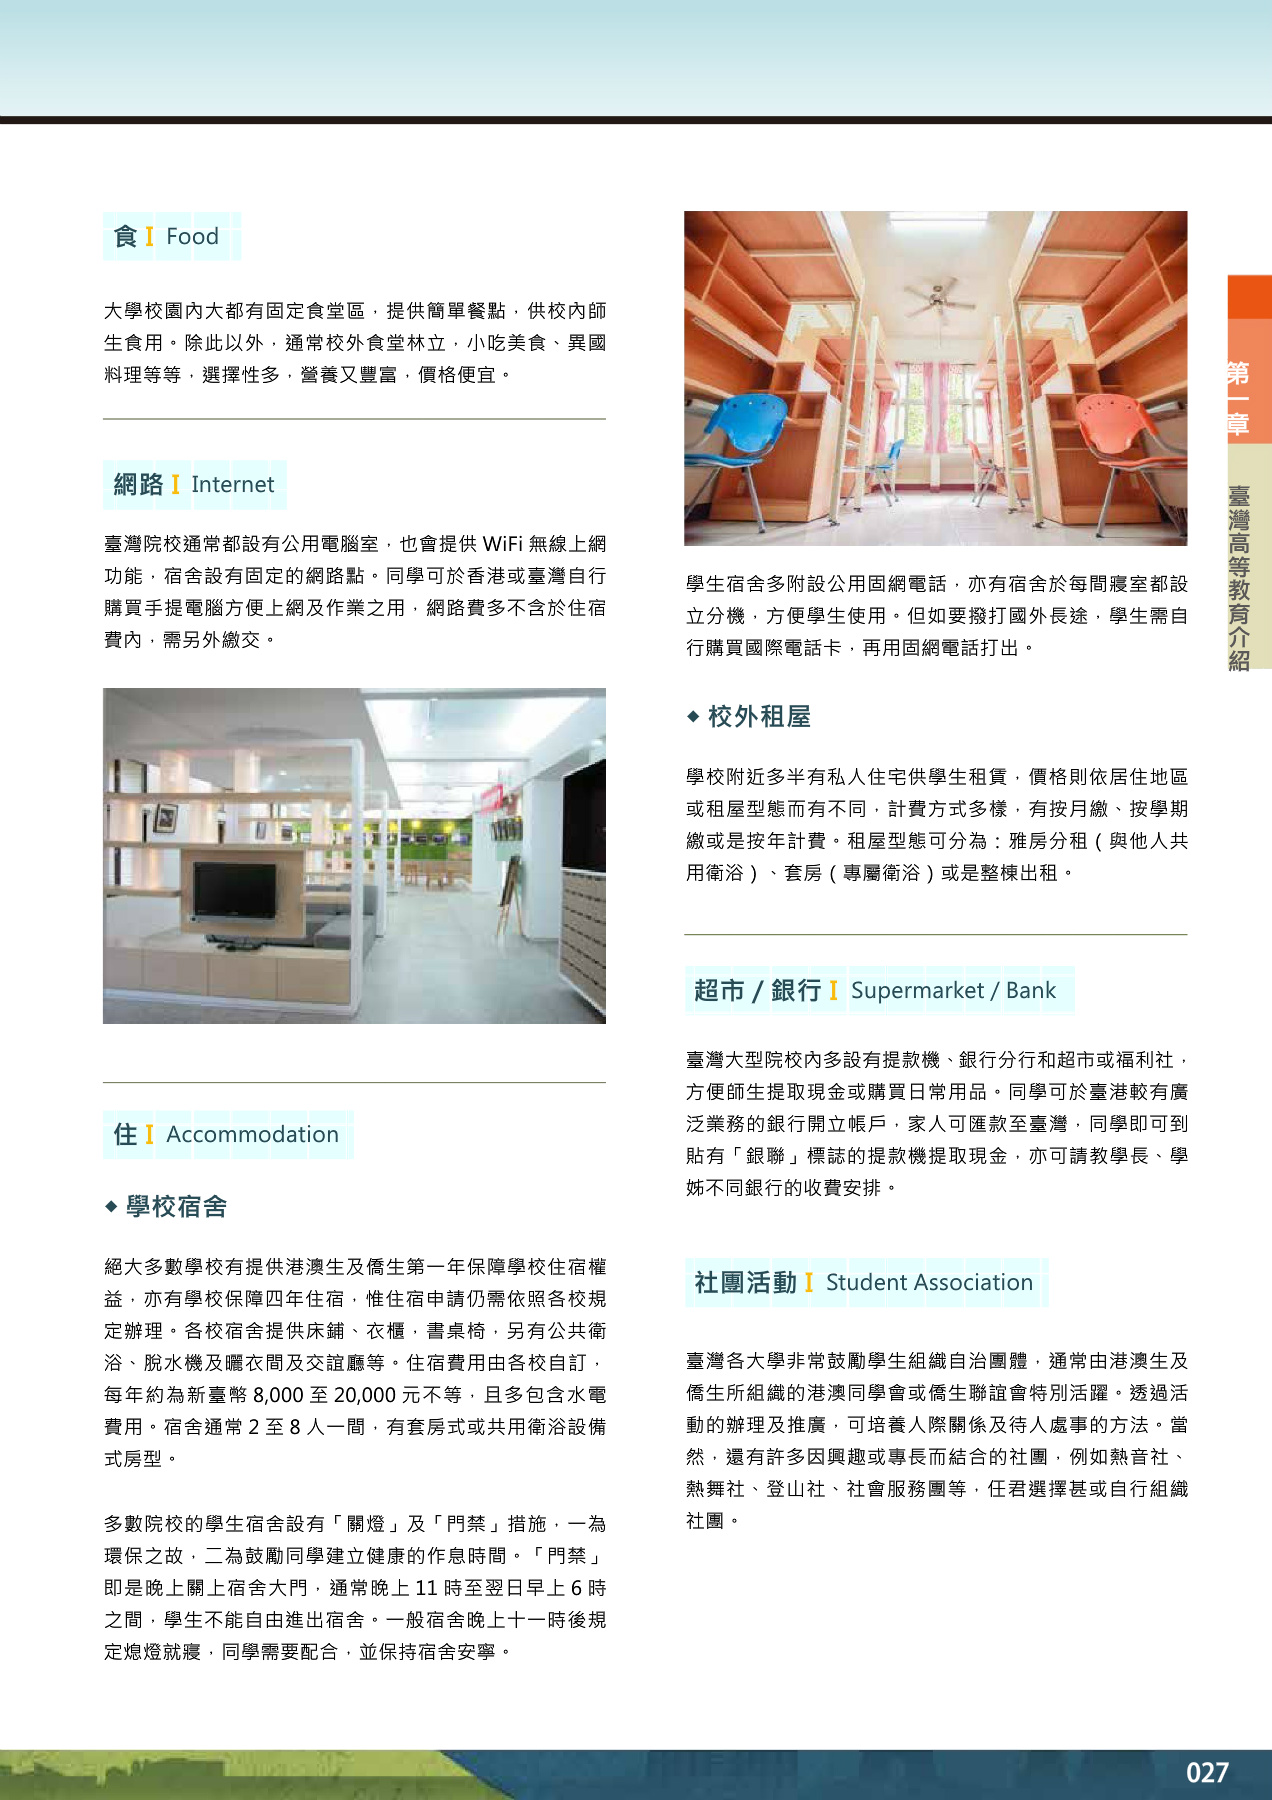 食 I Food
大學校園內大都有固定食堂區，提供簡單餐點，供校內師
生食用。除此以外，通常校外食堂林立，小吃美食、異國
料理等等，選擇性多，營養又豐富，價格便宜。
網路 I Internet
臺灣院校通常都設有公用電腦室，也會提供 WiFi 無線上網
功能，宿舍設有固定的網路點。同學可於香港或臺灣自行
購買手提電腦方便上網及作業之用，網路費多不含於住宿
費內，需另外繳交。
住 I Accommodation
◆ 學校宿舍
絕大多數學校有提供港澳生及僑生第一年保障學校住宿權
益，亦有學校保障四年住宿，惟住宿申請仍需依照各校規
定辦理。各校宿舍提供床鋪、衣櫃，書桌椅，另有公共衛
浴、脫水機及曬衣間及交誼廳等。住宿費用由各校自訂，
每年約為新臺幣 8,000 至 20,000 元不等，且多包含水電
費用。宿舍通常 2 至 8 人一間，有套房式或共用衛浴設備
式房型。
多數院校的學生宿舍設有「關燈」及「門禁」措施，一為
環保之故，二為鼓勵同學建立健康的作息時間。「門禁」
即是晚上關上宿舍大門，通常晚上 11 時至翌日早上 6 時
之間，學生不能自由進出宿舍。一般宿舍晚上十一時後規
定熄燈就寢，同學需要配合，並保持宿舍安寧。
學生宿舍多附設公用固網電話，亦有宿舍於每間寢室都設
立分機，方便學生使用。但如要撥打國外長途，學生需自
行購買國際電話卡，再用固網電話打出。
◆ 校外租屋
學校附近多半有私人住宅供學生租賃，價格則依居住地區
或租屋型態而有不同，計費方式多樣，有按月繳、按學期
繳或是按年計費。租屋型態可分為：雅房分租（與他人共
用衛浴）、套房（專屬衛浴）或是整棟出租。
超市 / 銀行 I Supermarket / Bank
臺灣大型院校內多設有提款機、銀行分行和超市或福利社，
方便師生提取現金或購買日常用品。同學可於臺港較有廣
泛業務的銀行開立帳戶，家人可匯款至臺灣，同學即可到
貼有「銀聯」標誌的提款機提取現金，亦可請教學長、學
姊不同銀行的收費安排。
社團活動 I Student Association
臺灣各大學非常鼓勵學生組織自治團體，通常由港澳生及
僑生所組織的港澳同學會或僑生聯誼會特別活躍。透過活
動的辦理及推廣，可培養人際關係及待人處事的方法。當
然，還有許多因興趣或專長而結合的社團，例如熱音社、
熱舞社、登山社、社會服務團等，任君選擇甚或自行組織
社團。
第一章
臺灣高等教育介紹
027